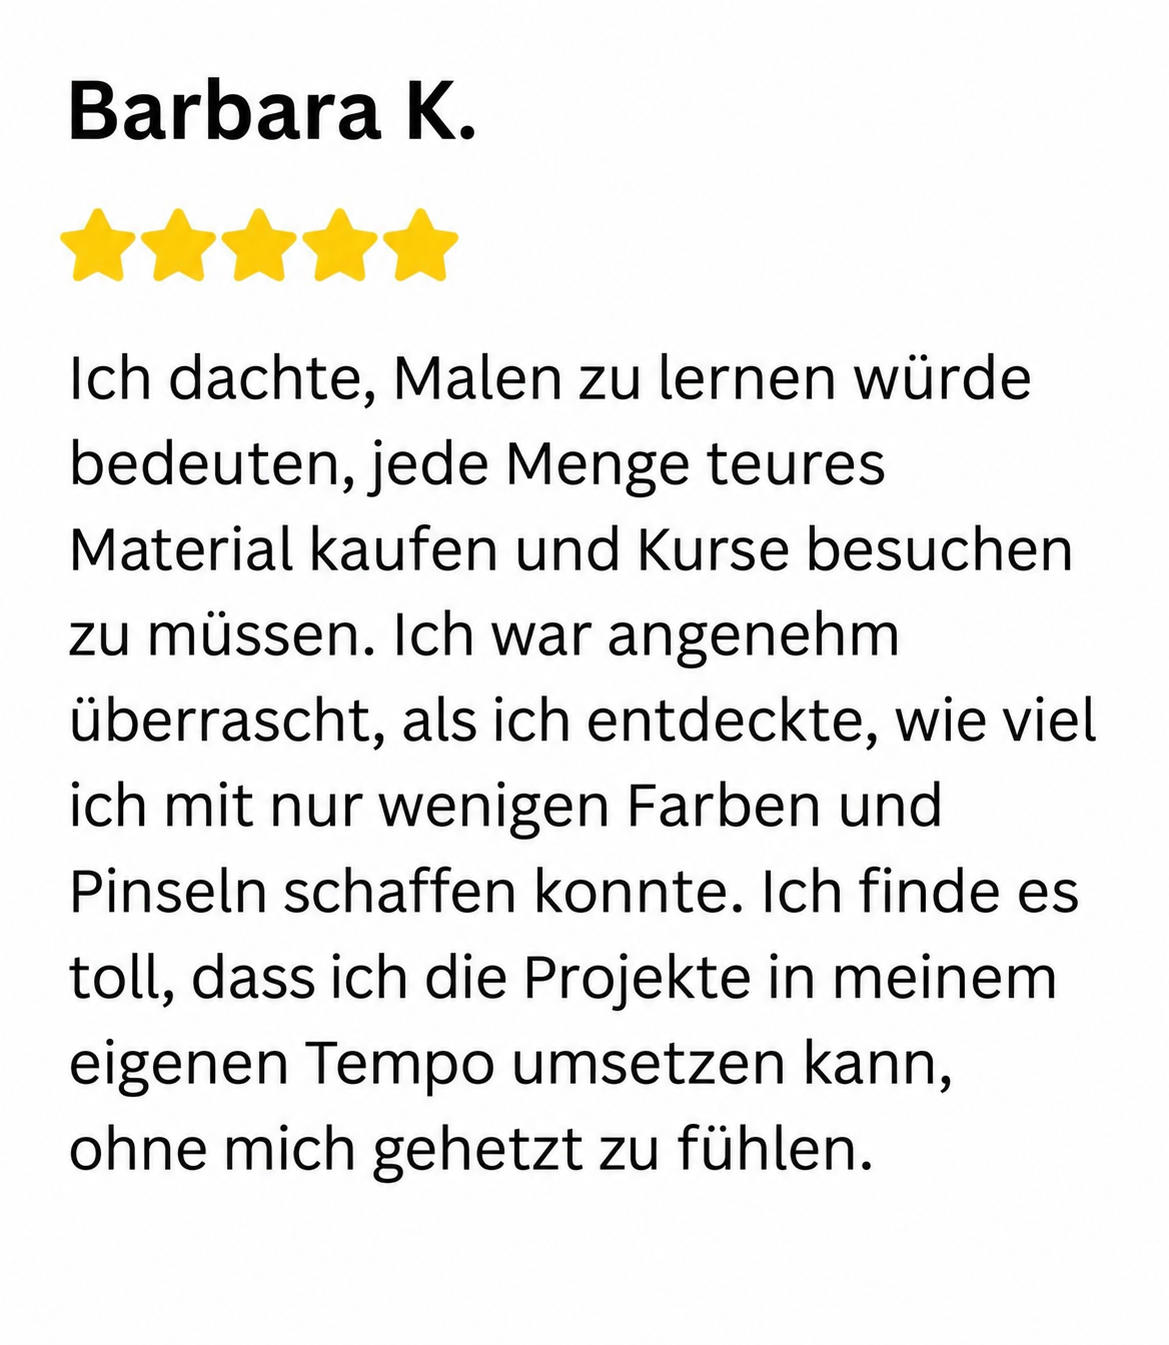 Barbara K.
Ich dachte, Malen zu lernen würde
bedeuten, jede Menge teures
Material kaufen und Kurse besuchen
zu müssen. Ich war angenehm
überrascht, als ich entdeckte, wie viel
ich mit nur wenigen Farben und
Pinseln schaffen konnte. Ich finde es
toll, dass ich die Projekte in meinem
eigenen Tempo umsetzen kann,
ohne mich gehetzt zu fühlen.